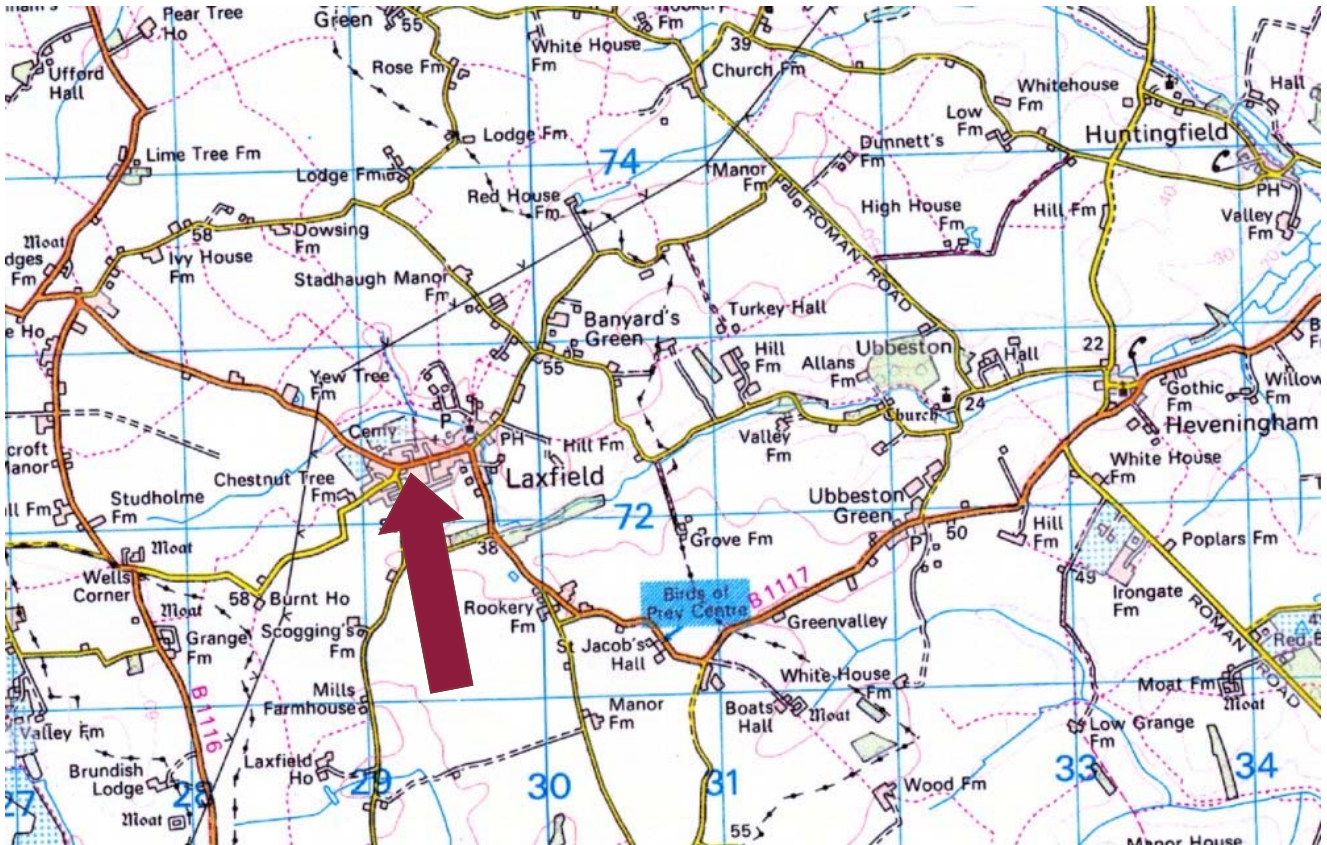 Pear Tree
Ho
Green
55
White House
Fm
39
Church Fm
Ufford
Hall
Rose Fm
Whitehouse
Fm
Hall
Lodge Fm
Low
Fm
Huntingfield
Lime Tree Fm
Lodge Fm
74
Dunnett's
Fm
Manor
Fm
PH
Red House
Fm
High House
Fm
Hill Fm
Valley
Fm
Moat
58
Dowsing
Fm
ROMAN ROAD
Ivy House
Fm
Stadhaugh Manor
Fm
Turkey Hall
Banyard's
Green
55
Hill
Fm
Allans
Fm
Ubbeston
Hall
22
Yew Tree
Fm
Gothic
Fm
Willow
Fm
Cemy
P
PH
Church
24
Heveningham
Hill Fm
Valley
Fm
Chestnut Tree
Fm
Laxfield
White House
Fm
Studholme
Fm
Ubbeston
Green
72
P
50
Hill
Fm
Poplars Fm
Moat
38
Grove Fm
Wells
Corner
49
Irongate
Fm
Moat
58
Burnt Ho
Birds of
Prey Centre
B 1117
Rookery
Fm
Greenvalley
ROMAN ROAD
Grange
Fm
Scogging's
Fm
St Jacob's
Hall
White House
Fm
Moat Fm
Moat
Mills
Farmhouse
Manor
Fm
Boats
Hall
Moat
B 1116
Low Grange
Fm
Valley Fm
Laxfield
Ho
Brundish
Lodge
27
28
29
30
31
33
34
Wood Fm
Moat
55
Manor House